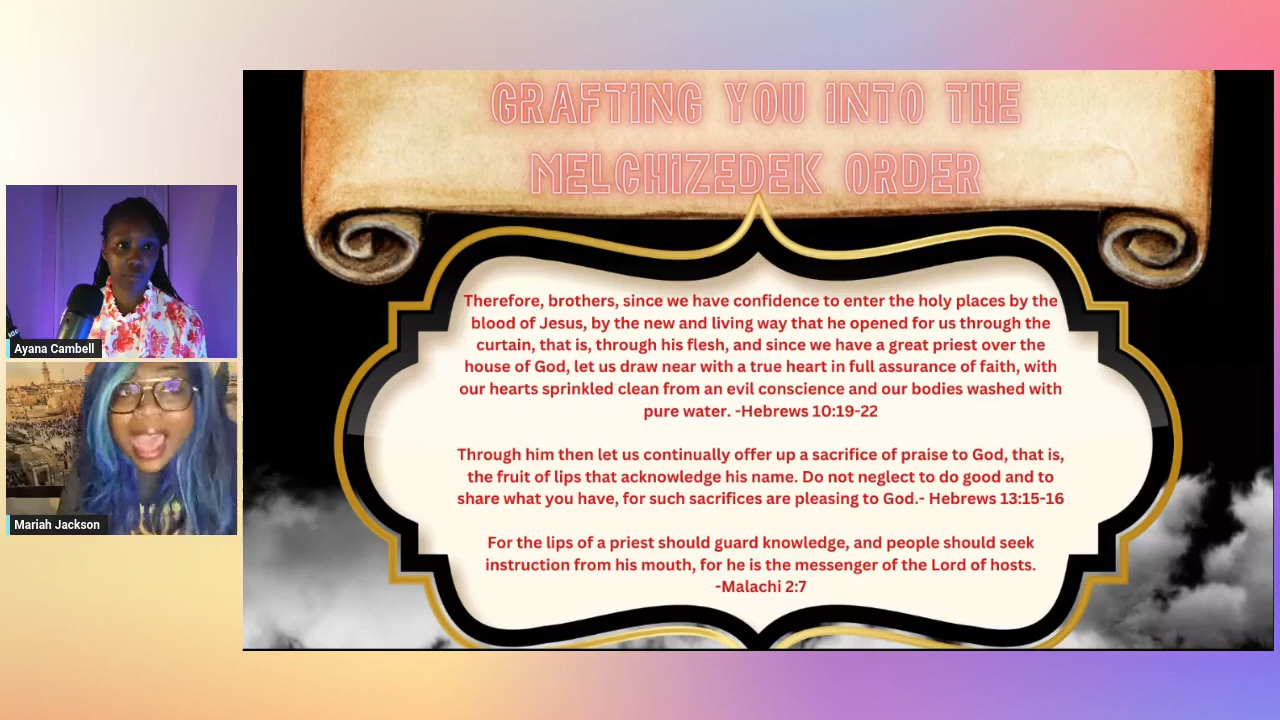 GRAFTING YOU INTO THE
MELCHIZEDEK ORDER
Therefore, brothers, since we have confidence to enter the holy places by the
blood of Jesus, by the new and living way that he opened for us through the
curtain, that is, through his flesh, and since we have a great priest over the
house of God, let us draw near with a true heart in full assurance of faith, with
our hearts sprinkled clean from an evil conscience and our bodies washed with
pure water. -Hebrews 10:19-22
Through him then let us continually offer up a sacrifice of praise to God, that is,
the fruit of lips that acknowledge his name. Do not neglect to do good and to
share what you have, for such sacrifices are pleasing to God.- Hebrews 13:15-16
For the lips of a priest should guard knowledge, and people should seek
instruction from his mouth, for he is the messenger of the Lord of hosts.
-Malachi 2:7
Ayana Cambell
Mariah Jackson